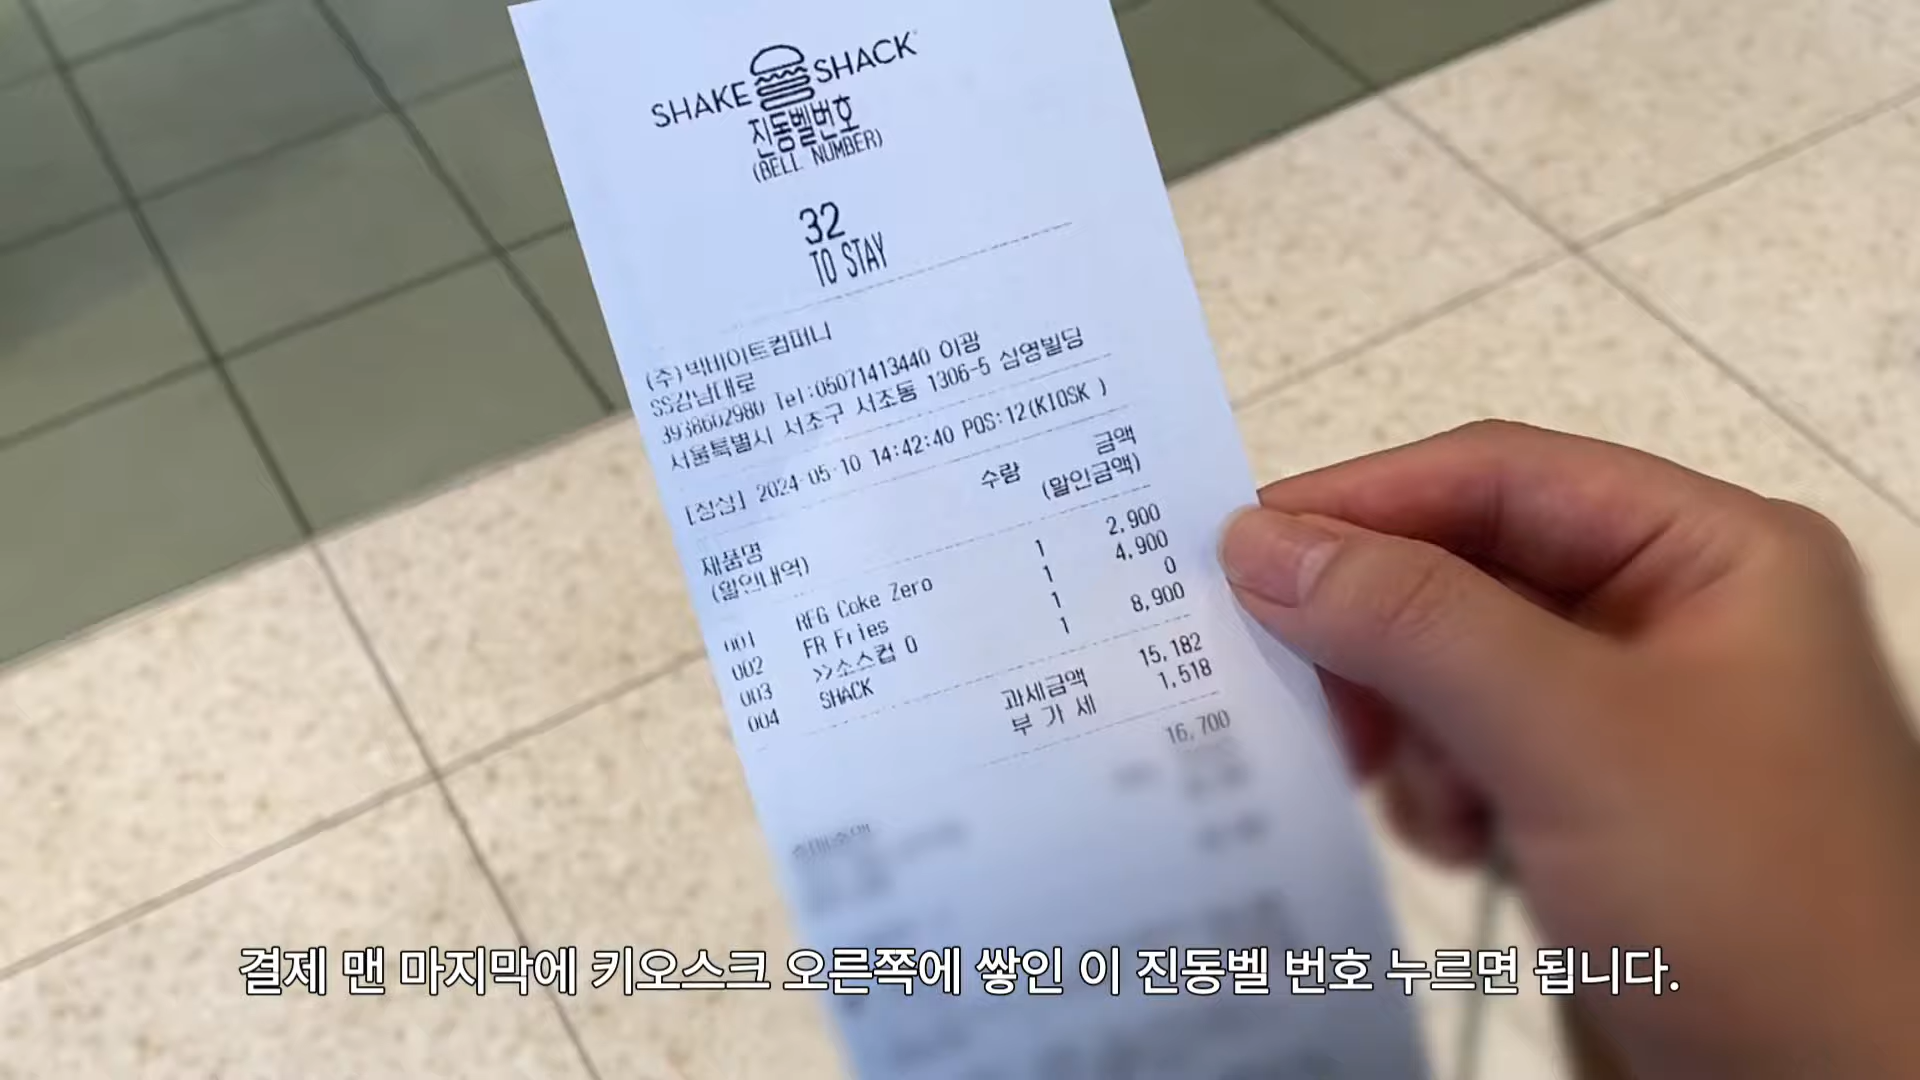 SHAKE SHACK
진동벨번호
(BELL NUMBER)
32
TO STAY
(주)빅바이트컴퍼니
SS강남대로
3938602980 Tel:05071413440 이광
서울특별시 서초구 서초동 1306-5 삼영빌딩
[정상] 2024-05-10 14:42:40 POS:12(KIOSK )
제품명 수량 금액
(할인내역) (할인금액)
001 RFG Coke Zero 1 2,900
002 FR Fries 1 4,900
003 >>소스컵 0 1 0
004 SHACK 1 8,900
과세금액 15,182
부 가 세 1,518
16,700
결제 맨 마지막에 키오스크 오른쪽에 쌓인 이 진동벨 번호 누르면 됩니다.